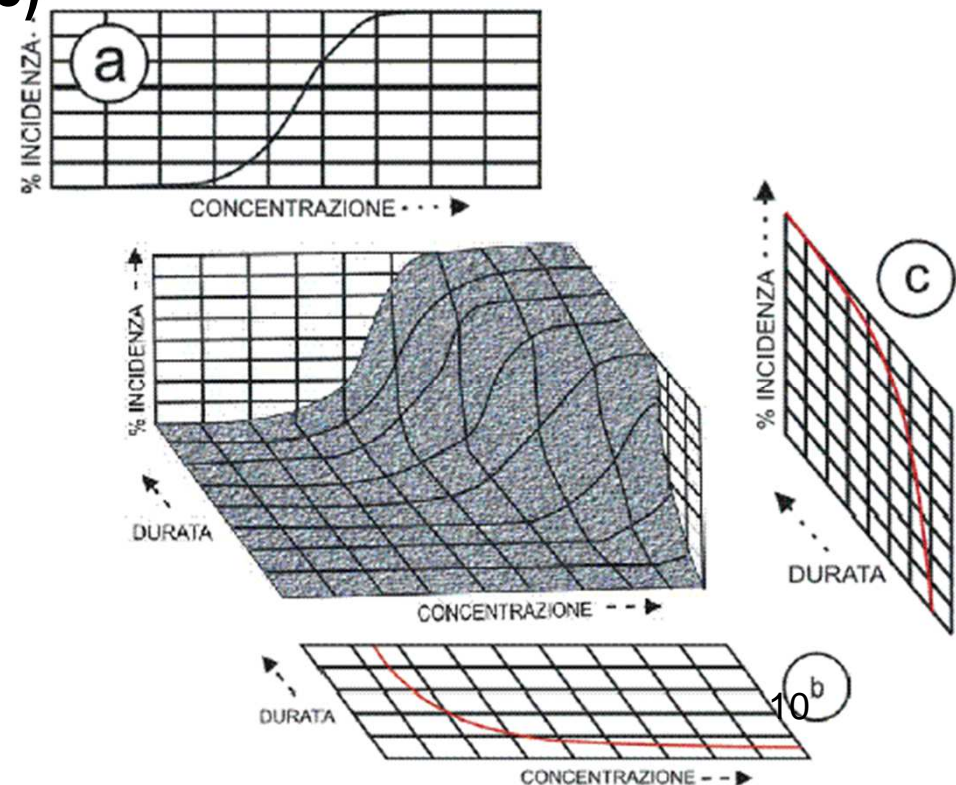 a
% INCIDENZA
CONCENTRAZIONE
% INCIDENZA
DURATA
CONCENTRAZIONE
c
% INCIDENZA
DURATA
b
10
DURATA
CONCENTRAZIONE